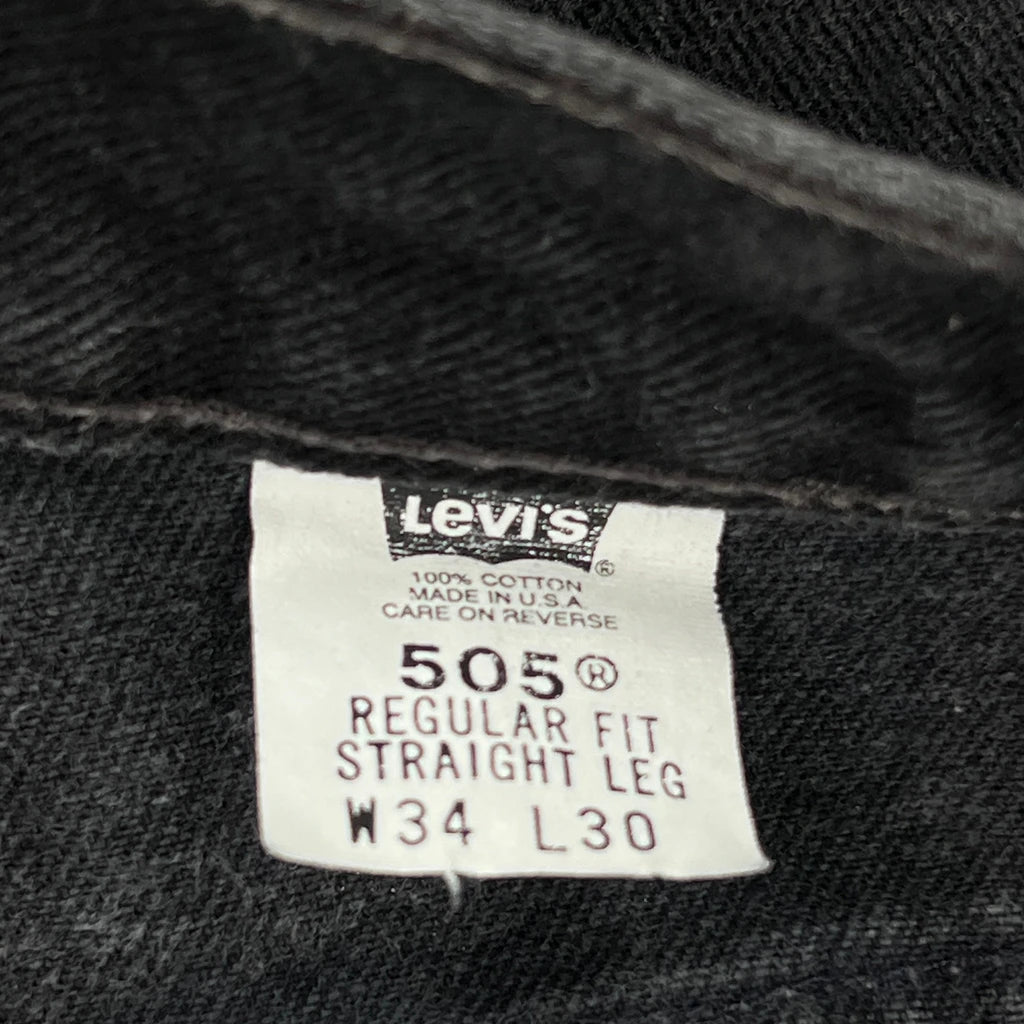 Levi's®
100% COTTON
MADE IN U.S.A.
CARE ON REVERSE
505®
REGULAR FIT
STRAIGHT LEG
W34 L30